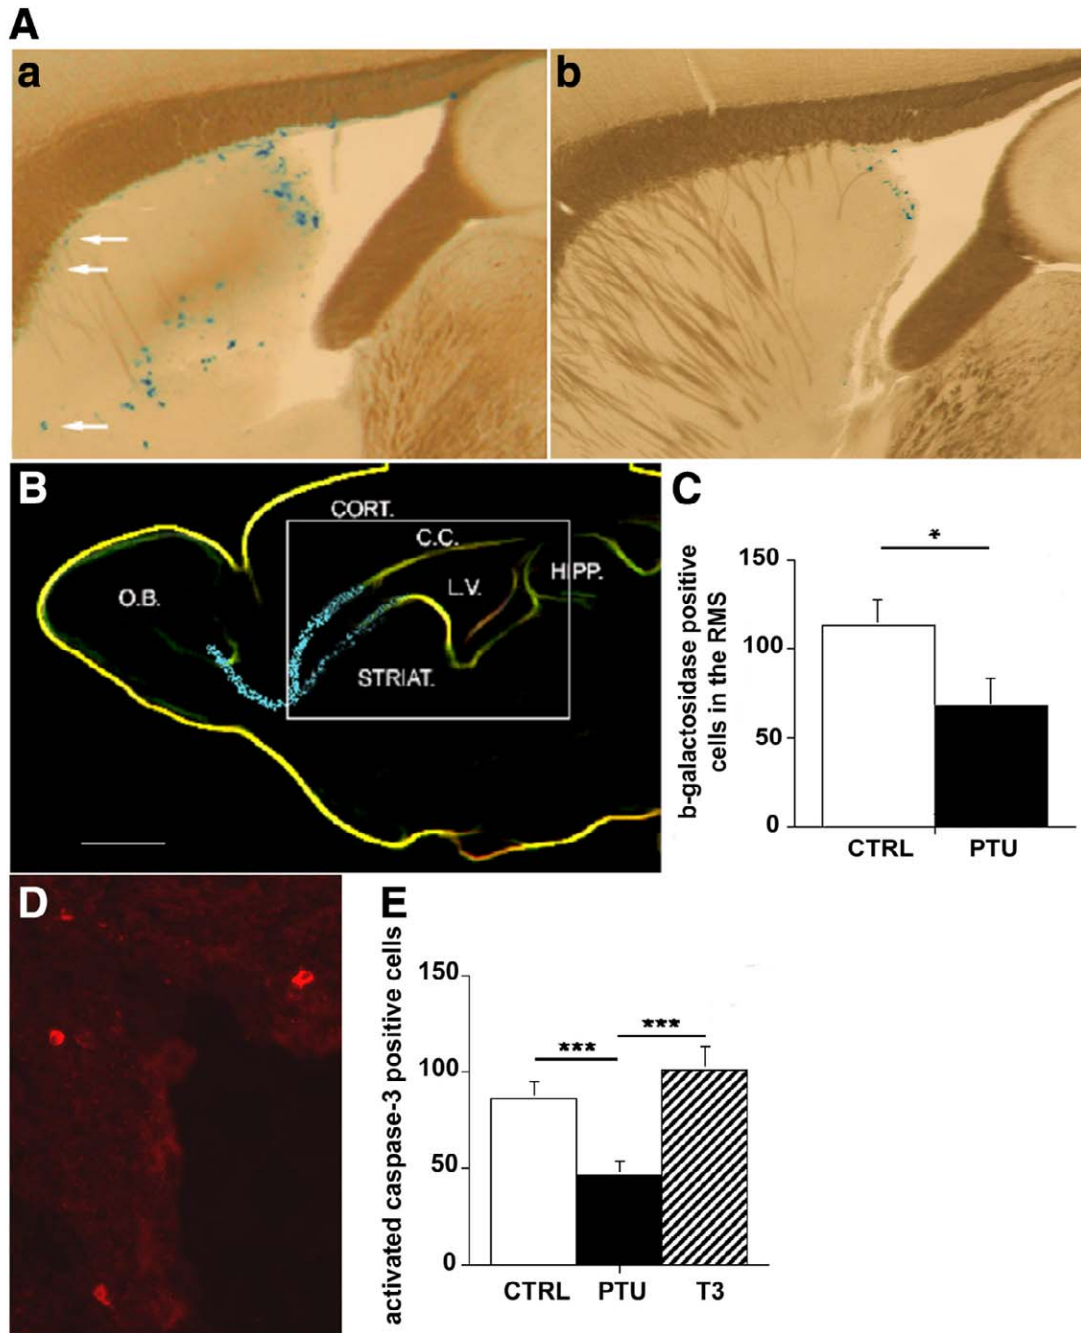 A
a
b
B
CORT.
C.C.
L.V.
HIPP.
O.B.
STRIAT.
C
b-galactosidase positive
cells in the RMS
150
100
50
0
*
CTRL PTU
D
E
activated caspase-3 positive cells
150
100
50
0
***
***
CTRL PTU T3